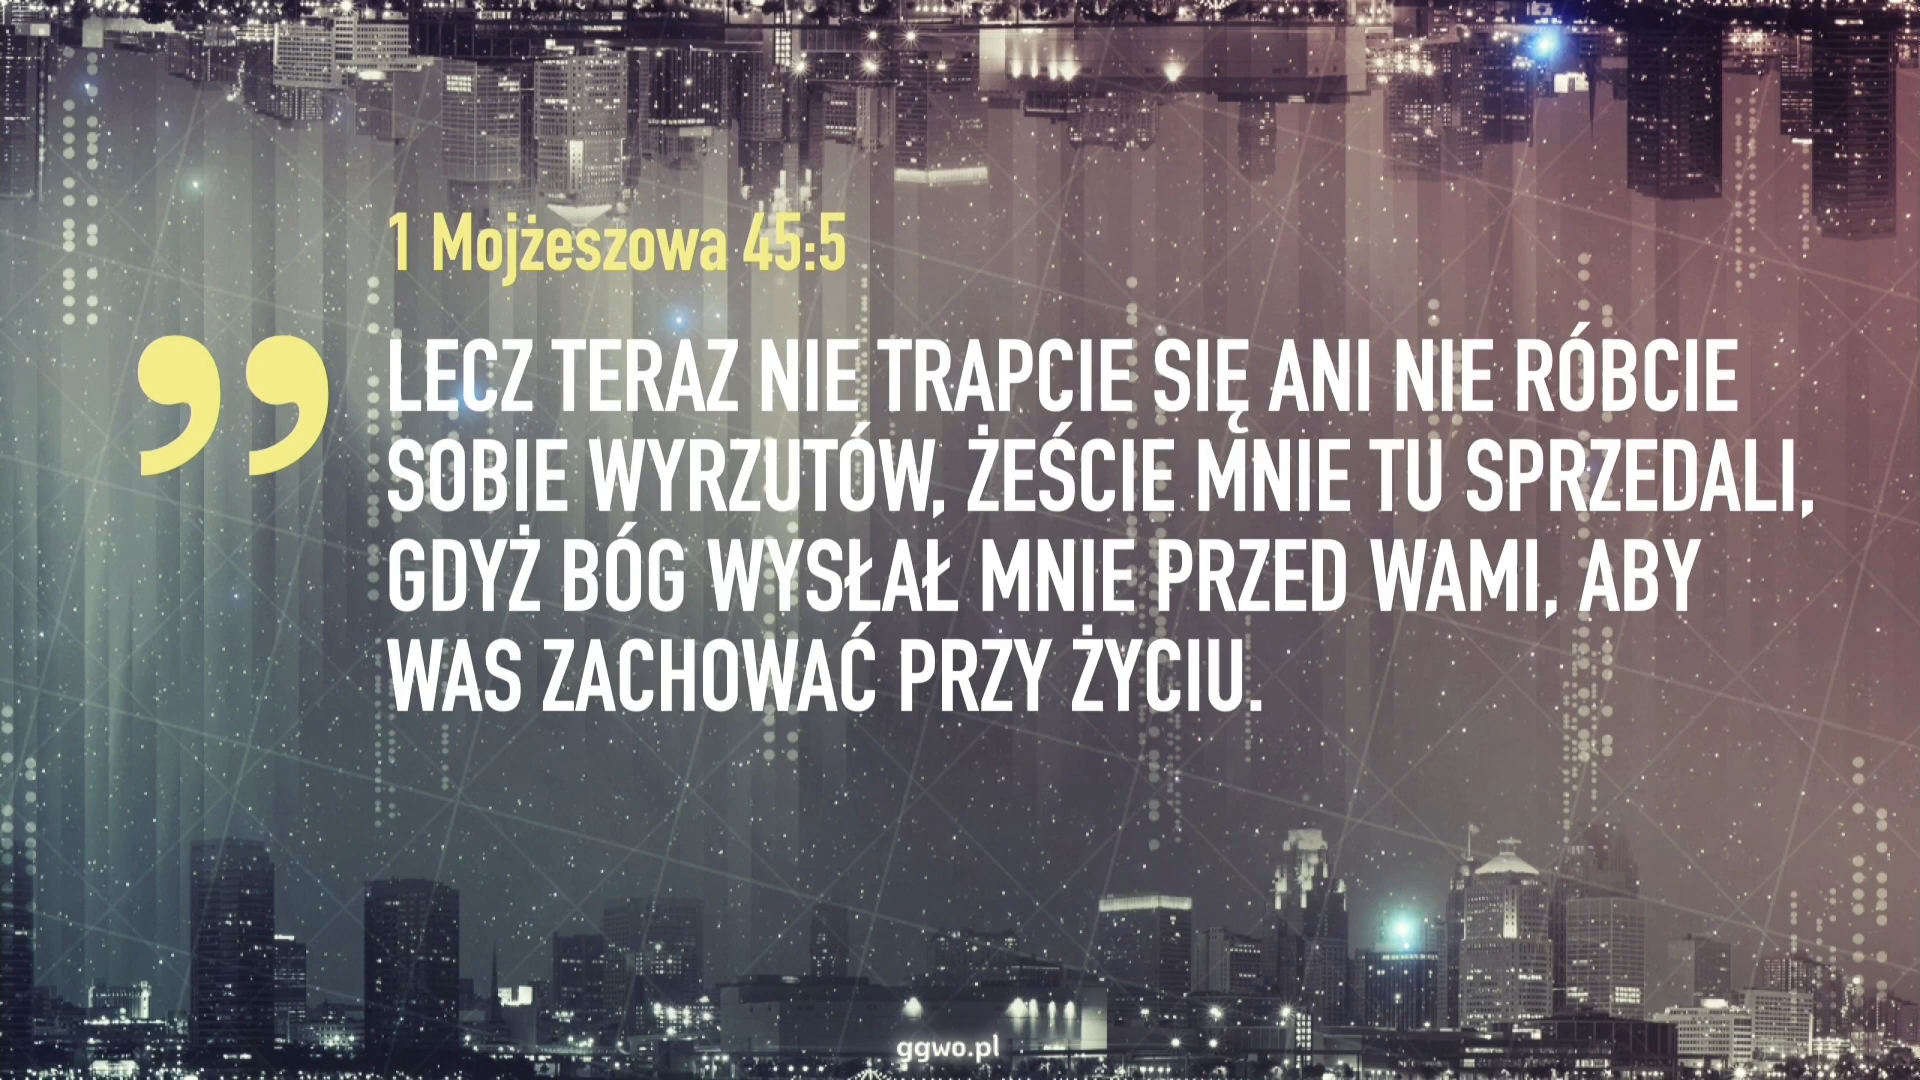 1 Mojżeszowa 45:5
”
LECZ TERAZ NIE TRAPCIE SIĘ ANI NIE RÓBCIE
SOBIE WYRZUTÓW, ŻEŚCIE MNIE TU SPRZEDALI,
GDYŻ BÓG WYSŁAŁ MNIE PRZED WAMI, ABY
WAS ZACHOWAĆ PRZY ŻYCIU.
ggwo.pl